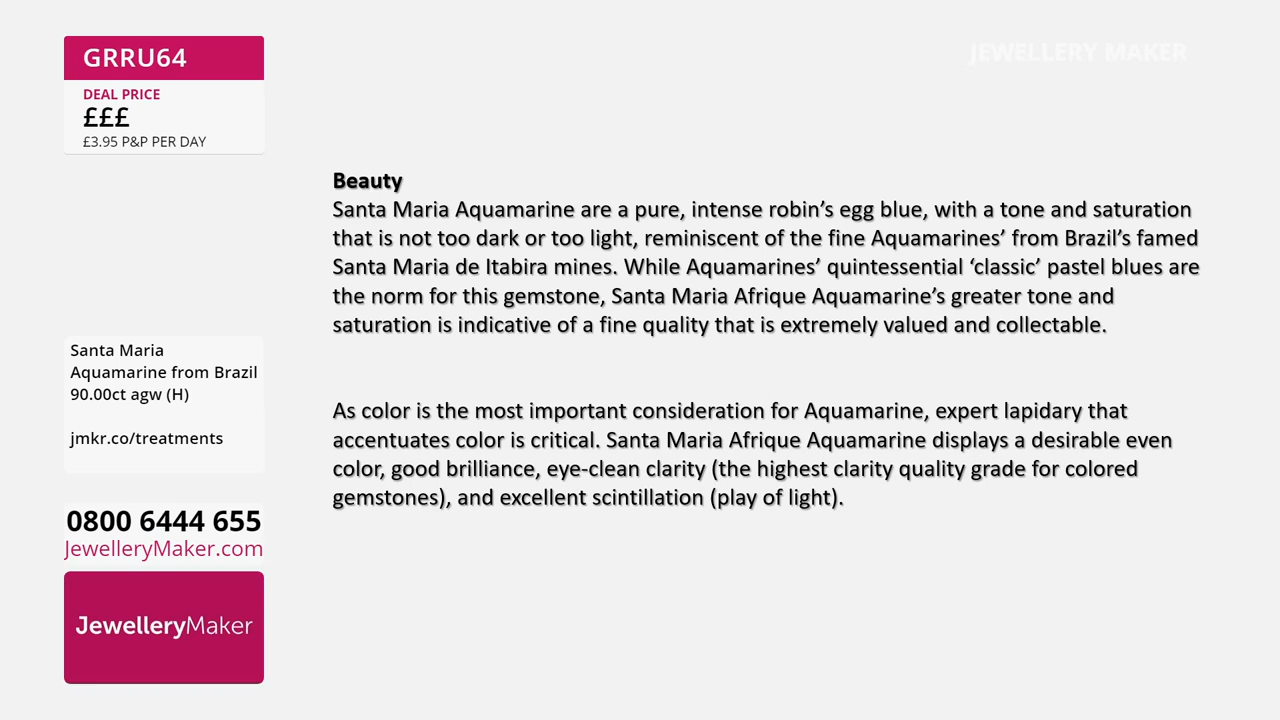 GRRU64
DEAL PRICE
£££
£3.95 P&P PER DAY
JEWELLERY MAKER
Beauty
Santa Maria Aquamarine are a pure, intense robin’s egg blue, with a tone and saturation
that is not too dark or too light, reminiscent of the fine Aquamarines’ from Brazil’s famed
Santa Maria de Itabira mines. While Aquamarines’ quintessential ‘classic’ pastel blues are
the norm for this gemstone, Santa Maria Afrique Aquamarine’s greater tone and
saturation is indicative of a fine quality that is extremely valued and collectable.
As color is the most important consideration for Aquamarine, expert lapidary that
accentuates color is critical. Santa Maria Afrique Aquamarine displays a desirable even
color, good brilliance, eye-clean clarity (the highest clarity quality grade for colored
gemstones), and excellent scintillation (play of light).
Santa Maria
Aquamarine from Brazil
90.00ct agw (H)
jmkr.co/treatments
0800 6444 655
JewelleryMaker.com
JewelleryMaker